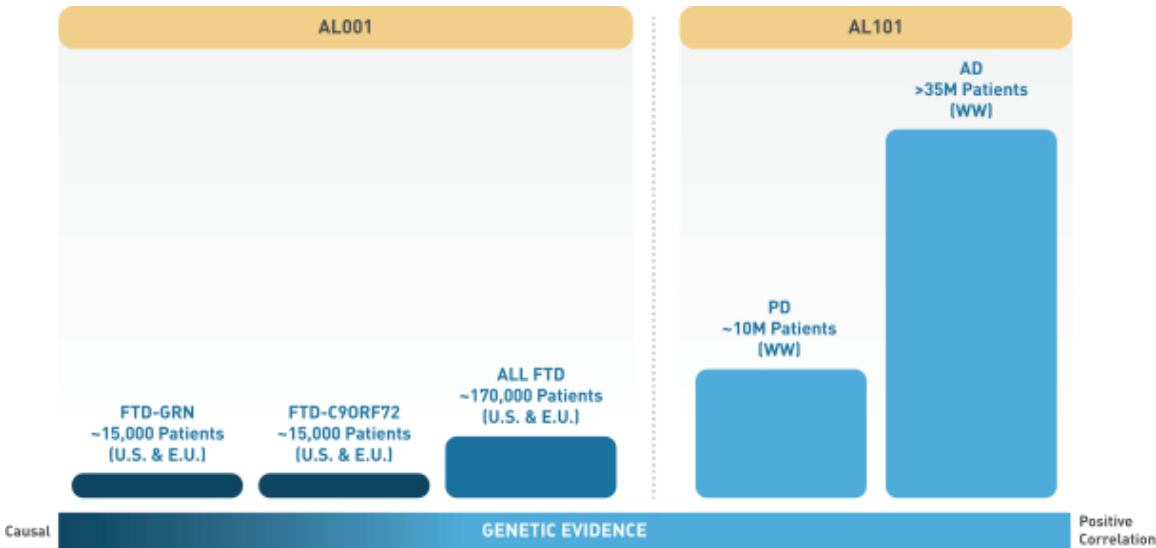 AL001
AL101
AD
>35M Patients
(WW)
PD
~10M Patients
(WW)
ALL FTD
~170,000 Patients
(U.S. & E.U.)
FTD-GRN
~15,000 Patients
(U.S. & E.U.)
FTD-C9ORF72
~15,000 Patients
(U.S. & E.U.)
Causal
GENETIC EVIDENCE
Positive
Correlation